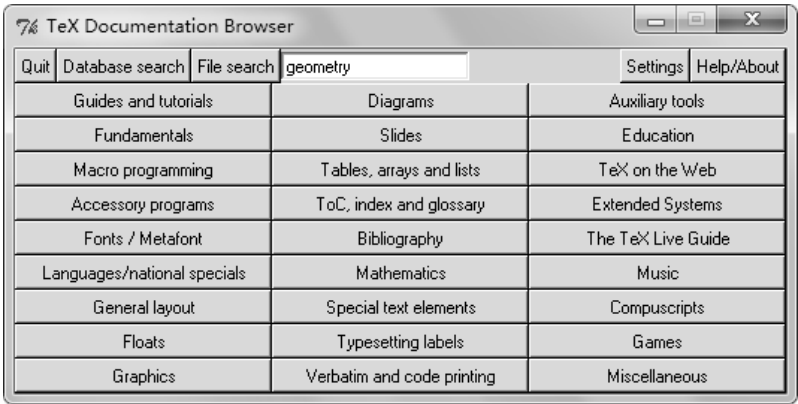 TeX Documentation Browser
Quit Database search File search geometry Settings Help/About
Guides and tutorials Diagrams Auxiliary tools
Fundamentals Slides Education
Macro programming Tables, arrays and lists TeX on the Web
Accessory programs ToC, index and glossary Extended Systems
Fonts / Metafont Bibliography The TeX Live Guide
Languages/national specials Mathematics Music
General layout Special text elements Compuscripts
Floats Typesetting labels Games
Graphics Verbatim and code printing Miscellaneous